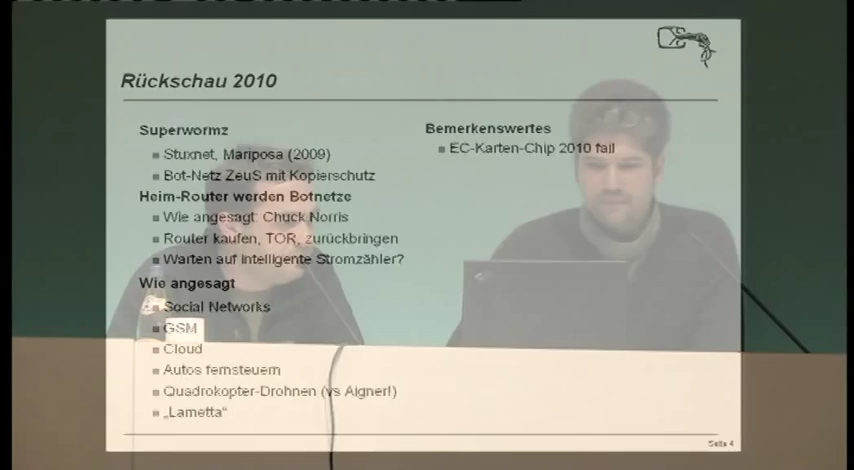 Rückschau 2010
Superwormz
Stuxnet, Mariposa (2009)
Bot-Netz ZeuS mit Kopierschutz
Heim-Router werden Botnetze
Wie angesagt: Chuck Norris
Router kaufen, TOR, zurückbringen
Warten auf intelligente Stromzähler?
Wie angesagt
Social Networks
GSM
Cloud
Autos fernsteuern
Quadrokopter-Drohnen (vs Aigner!)
„Lametta“
Bemerkenswertes
EC-Karten-Chip 2010 fail
Seite 4